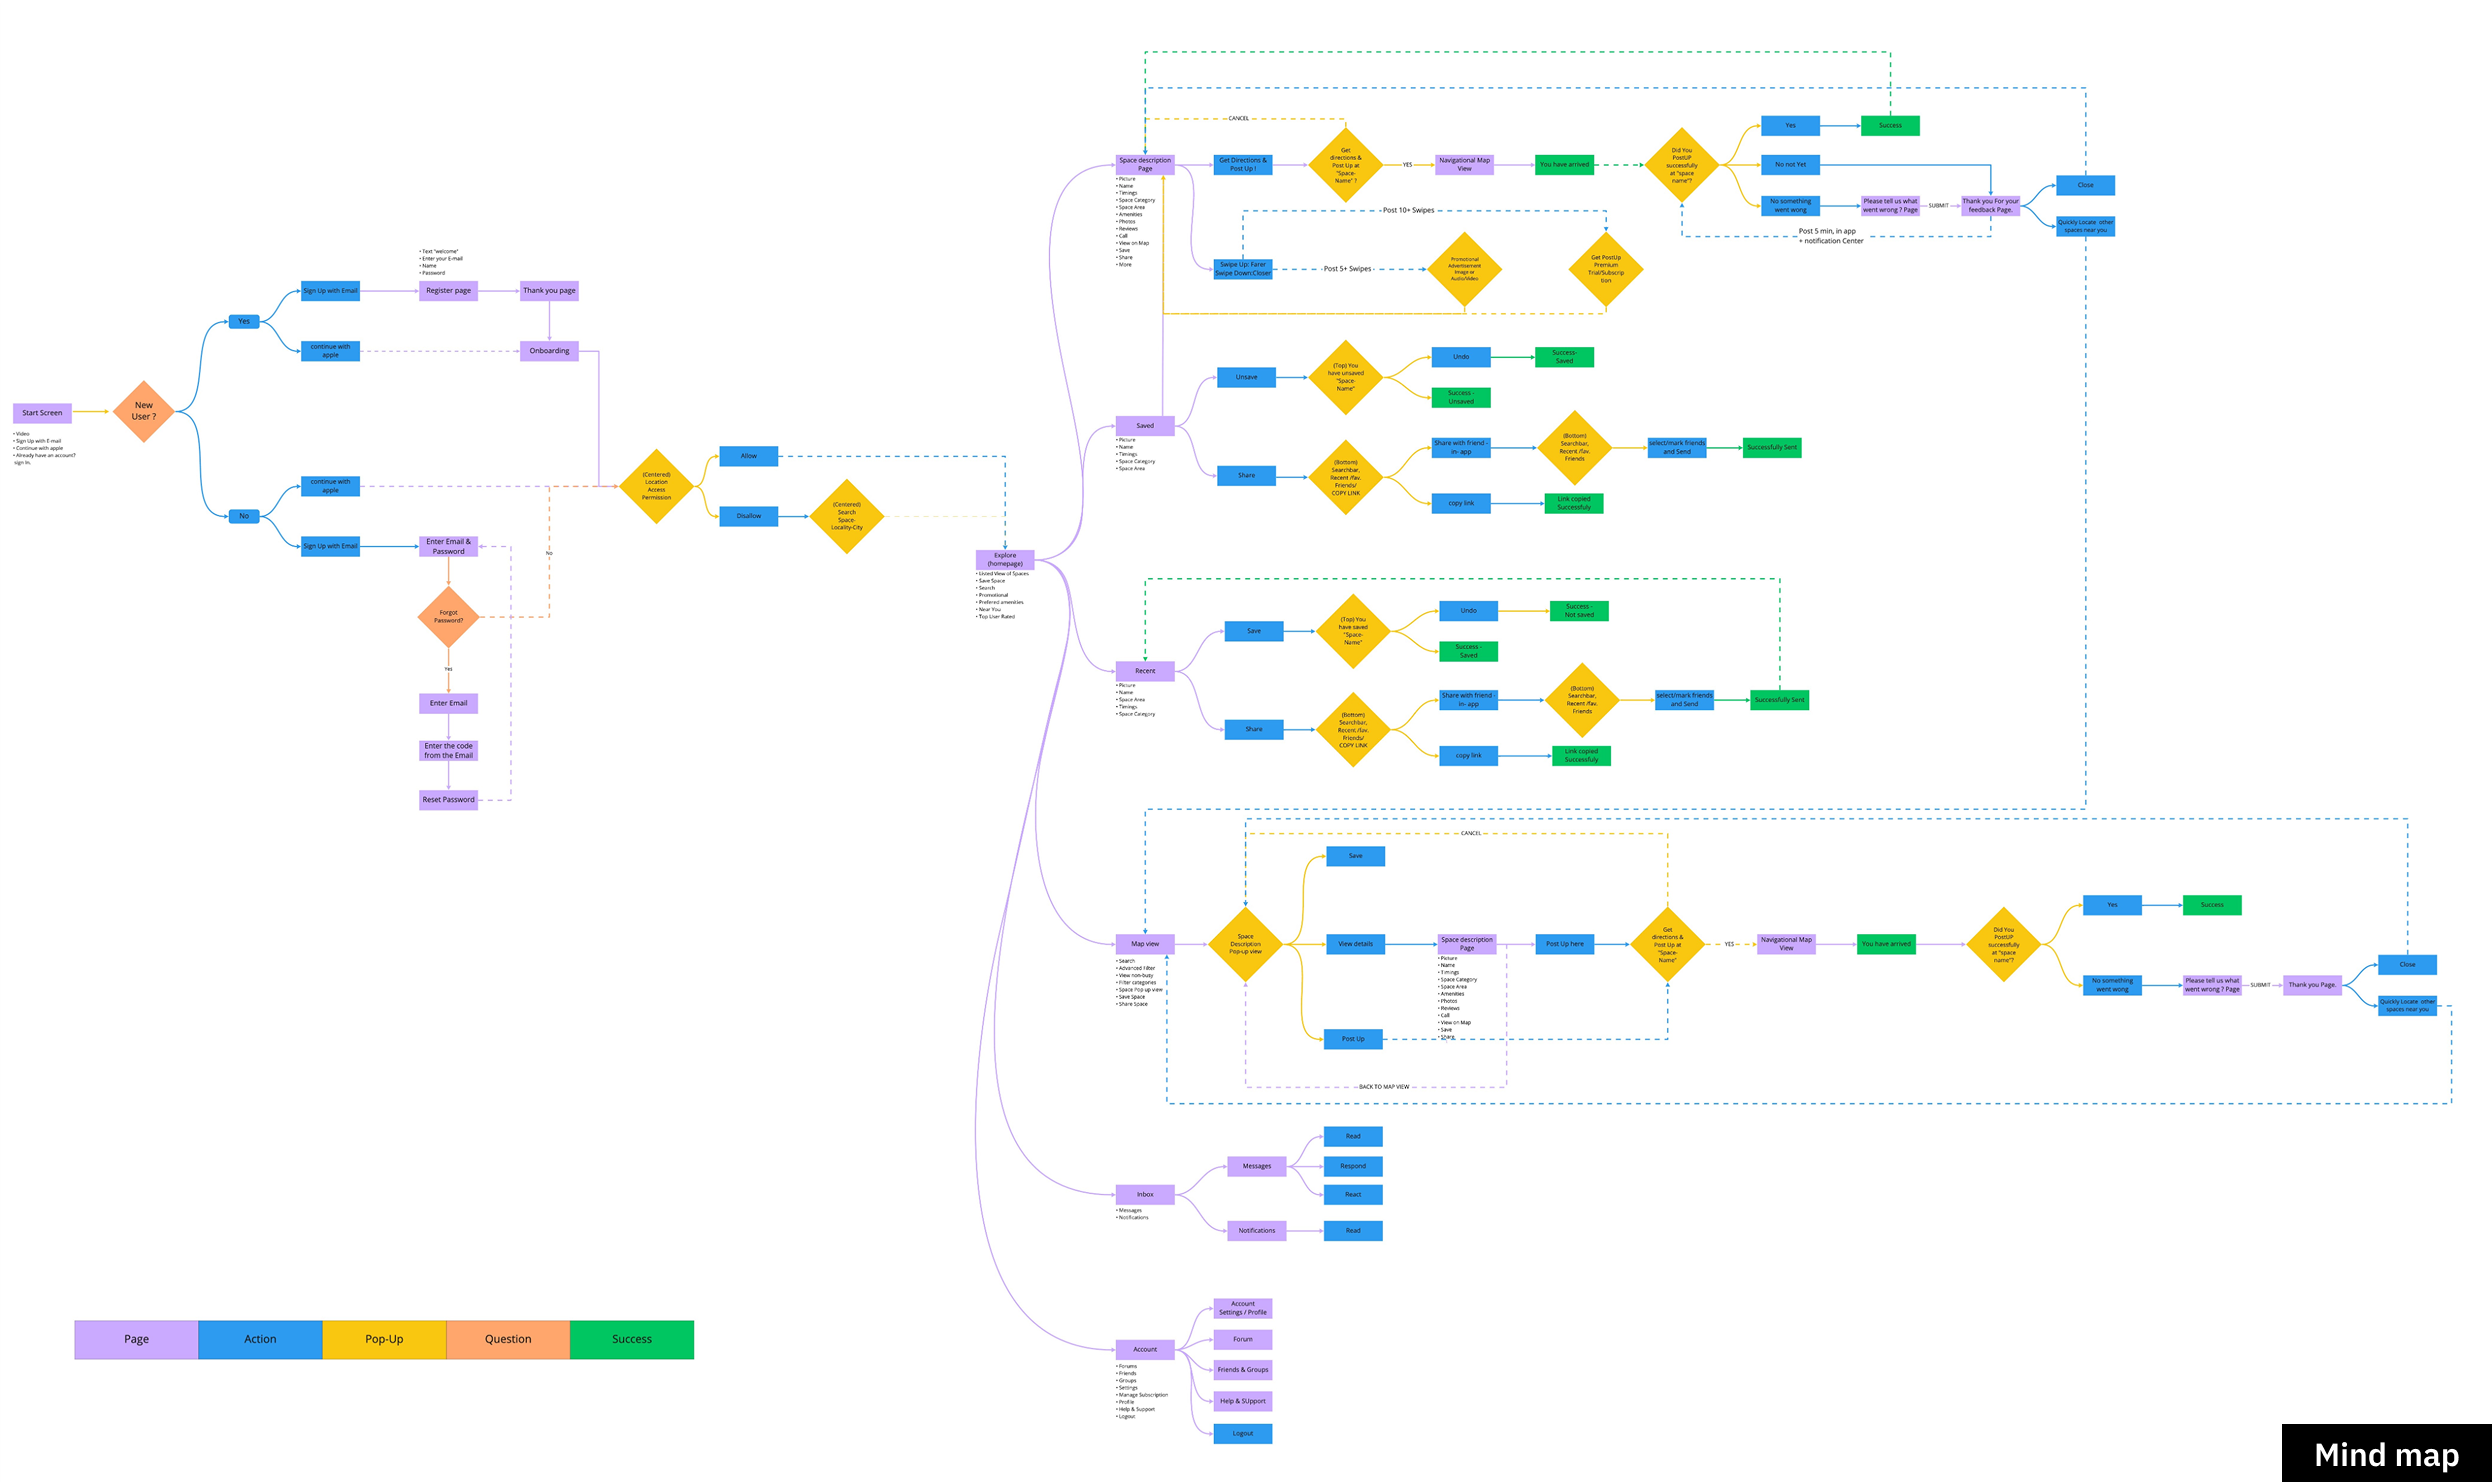 Start Screen
• Video
• Sign Up with E-mail
• Continue with apple
• Already have an account?
sign in.
New
User ?
Yes
No
Sign Up with Email
continue with
apple
• Text "welcome"
• Enter your E-mail
• Name
• Password
Register page
Thank you page
Onboarding
continue with
apple
Sign Up with Email
Enter Email &
Password
Forgot
Password?
No
Yes
Enter Email
Enter the code
from the Email
Reset Password
(Centered)
Location
Access
Permission
Allow
Disallow
(Centered)
Search
Space-
Locality-City
Explore
(homepage)
• Listed View of Spaces
• Save Space
• Search
• Promotional
• Prefered amenities
• Near You
• Top User Rated
CANCEL
Space description
Page
• Picture
• Name
• Timings
• Space Category
• Space Area
• Amenities
• Photos
• Reviews
• Call
• View on Map
• Save
• Share
• More
Get Directions &
Post Up !
Get
directions &
Post Up at
"Space-
Name" ?
YES
Navigational Map
View
You have arrived
Did You
PostUP
successfully
at "space
name"?
Yes
Success
No not Yet
No something
went wong
Please tell us what
went wrong ? Page
SUBMIT
Thank you For your
feedback Page.
Close
Quickly Locate other
spaces near you
Post 5 min, in app
+ notification Center
Post 10+ Swipes
Swipe Up: Farer
Swipe Down:Closer
Post 5+ Swipes
Promotional
Advertisement
Image or
Audio/Video
Get PostUp
Premium
Trial/Subscrip
tion
Saved
• Picture
• Name
• Timings
• Space Category
• Space Area
Unsave
(Top) You
have unsaved
"Space-
Name"
Undo
Success-
Saved
Success -
Unsaved
Share
(Bottom)
Searchbar,
Recent /fav.
Friends/
COPY LINK
Share with friend -
in- app
(Bottom)
Searchbar,
Recent /fav.
Friends
select/mark friends
and Send
Successfully Sent
copy link
Link copied
Successfuly
Recent
• Picture
• Name
• Space Area
• Timings
• Space Category
Save
(Top) You
have saved
"Space-
Name"
Undo
Success -
Not saved
Success -
Saved
Share
(Bottom)
Searchbar,
Recent /fav.
Friends/
COPY LINK
Share with friend -
in- app
(Bottom)
Searchbar,
Recent /fav.
Friends
select/mark friends
and Send
Successfully Sent
copy link
Link copied
Successfuly
CANCEL
Map view
• Search
• Advanced Filter
• View non-busy
• Filter categories
• Space Pop up view
• Save Space
• Share Space
Space
Description
Pop-up view
Save
View details
Post Up
Space description
Page
• Picture
• Name
• Timings
• Space Category
• Space Area
• Amenities
• Photos
• Reviews
• Call
• View on Map
• Save
• Share
Post Up here
Get
directions &
Post Up at
"Space-
Name"
YES
Navigational Map
View
You have arrived
Did You
PostUP
successfully
at "space
name"?
Yes
Success
No something
went wong
Please tell us what
went wrong ? Page
SUBMIT
Thank you Page.
Close
Quickly Locate other
spaces near you
BACK TO MAP VIEW
Inbox
• Messages
• Notifications
Messages
Read
Respond
React
Notifications
Read
Account
• Forums
• Friends
• Groups
• Settings
• Manage Subscription
• Profile
• Help & Support
• Logout
Account
Settings / Profile
Forum
Friends & Groups
Help & SUpport
Logout
Page
Action
Pop-Up
Question
Success
Mind map